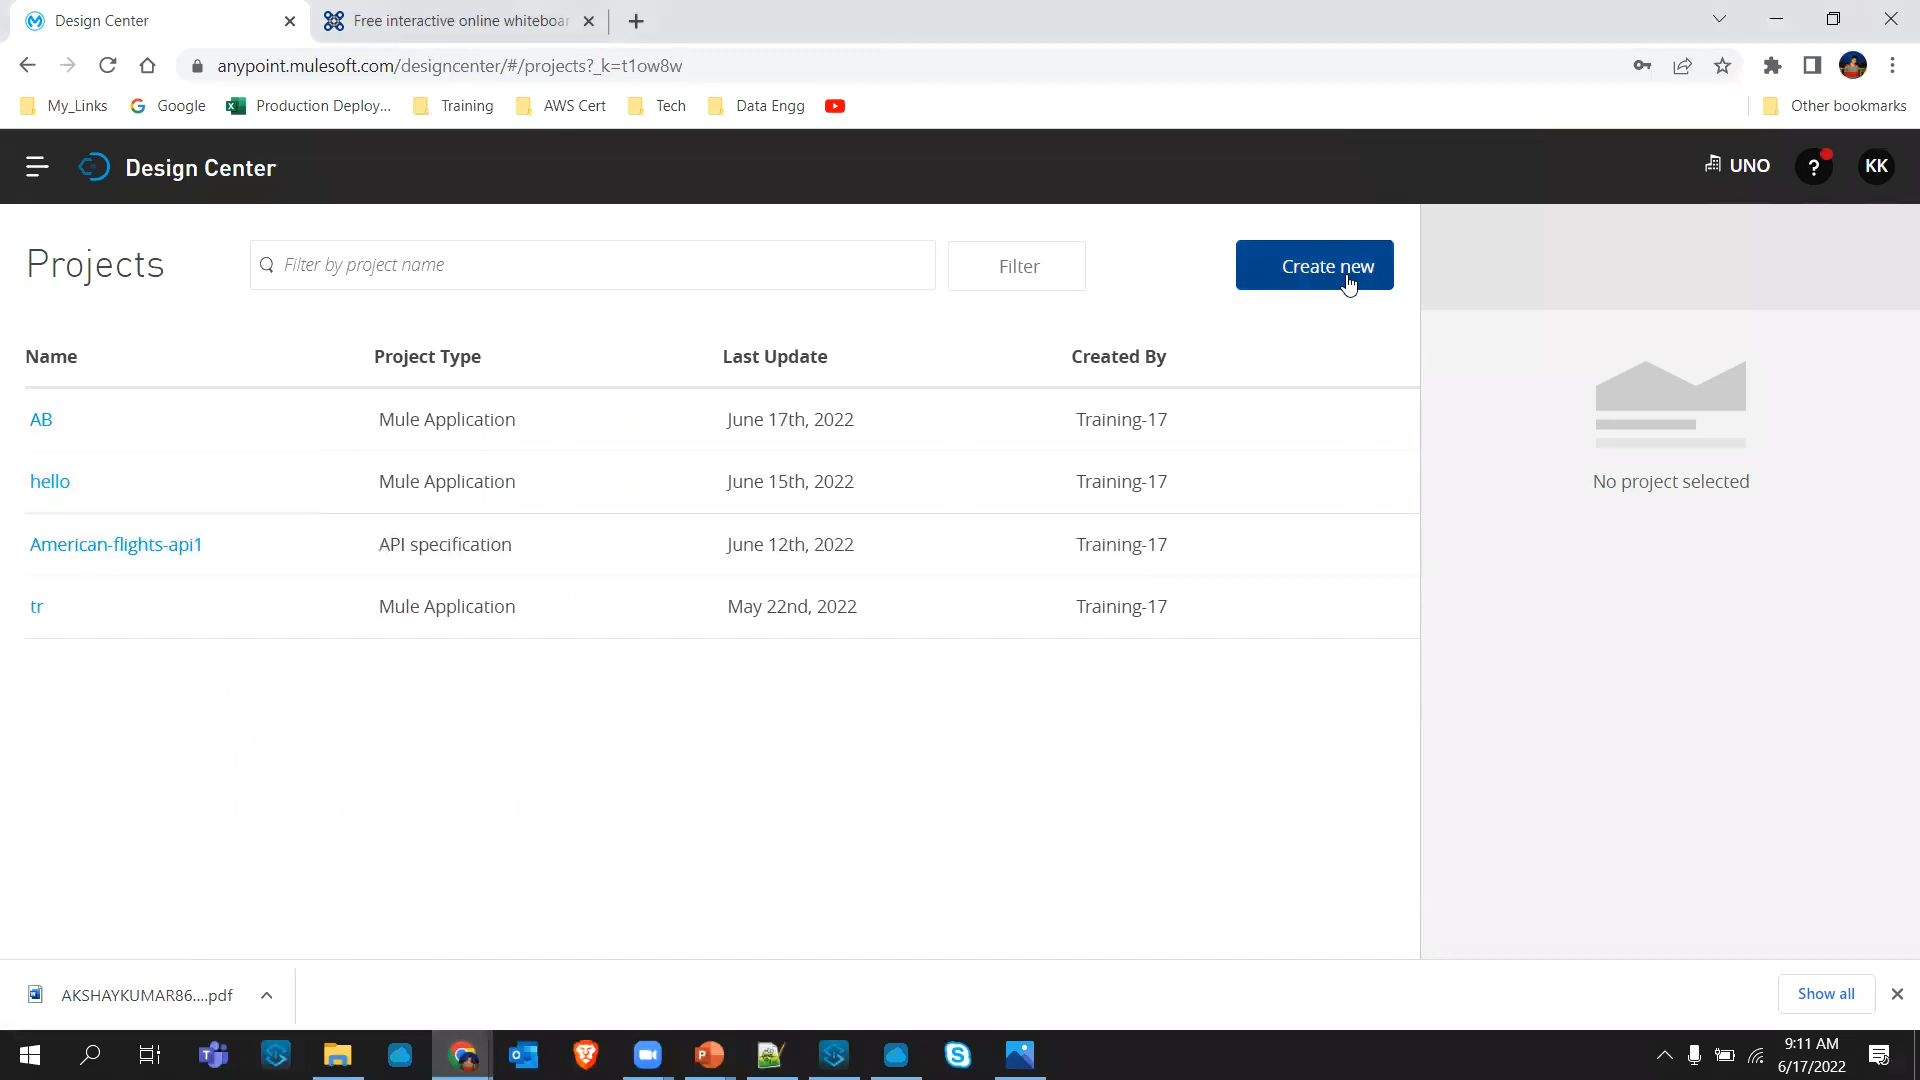 Design Center
Free interactive online whiteboar
anypoint.mulesoft.com/designcenter/#/projects?_k=t1ow8w
My_Links
Google
Production Deploy...
Training
AWS Cert
Tech
Data Engg
Other bookmarks
Design Center
UNO
?
KK
Projects
Filter by project name
Filter
Create new
Name Project Type Last Update Created By
AB Mule Application June 17th, 2022 Training-17
hello Mule Application June 15th, 2022 Training-17
American-flights-api1 API specification June 12th, 2022 Training-17
tr Mule Application May 22nd, 2022 Training-17
No project selected
AKSHAYKUMAR86....pdf
Show all
9:11 AM
6/17/2022